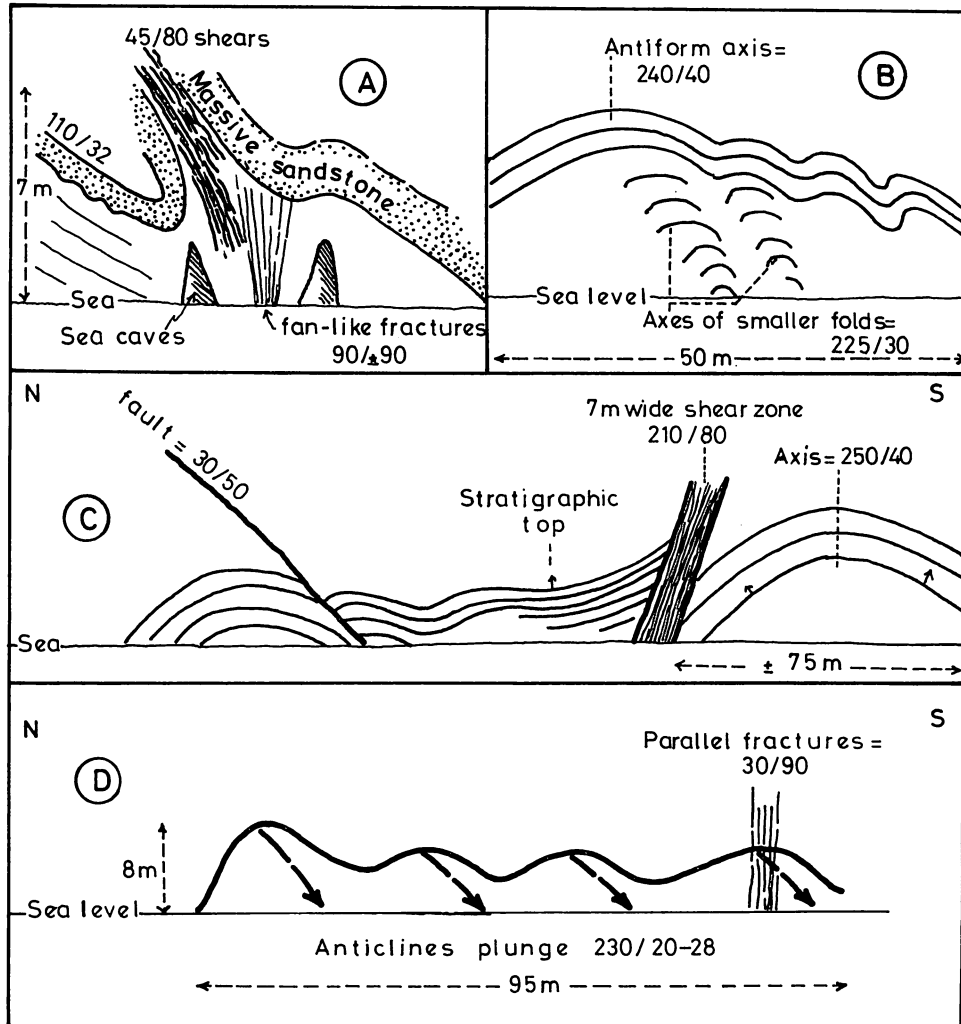 45/80 shears
A
Massive sandstone
110/32
7 m
Sea
Sea caves
fan-like fractures
90/±90
Antiform axis=
240/40
B
Sea level
Axes of smaller folds=
225/30
50 m
N
S
fault = 30/50
C
Stratigraphic
top
7m wide shear zone
210/80
Axis=250/40
Sea
± 75m
N
S
D
Parallel fractures =
30/90
8m
Sea level
Anticlines plunge 230/20-28
95m